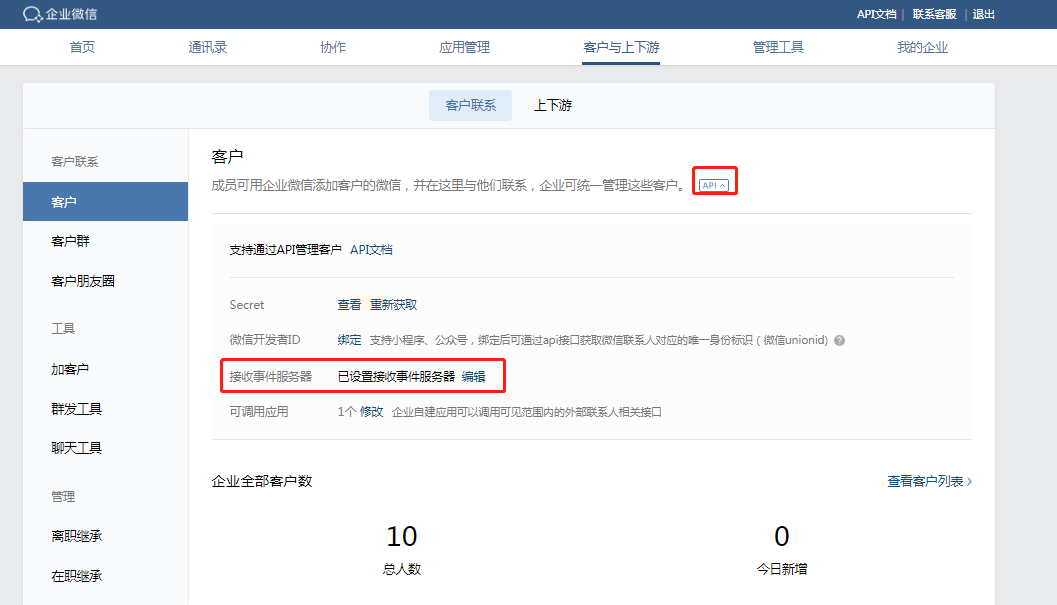 企业微信
API文档 | 联系客服 | 退出
首页 通讯录 协作 应用管理 客户与上下游 管理工具 我的企业
客户联系 上下游
客户联系
客户
客户群
客户朋友圈
工具
加客户
群发工具
聊天工具
管理
离职继承
在职继承
客户
成员可用企业微信添加客户的微信，并在这里与他们联系，企业可统一管理这些客户。 API
支持通过API管理客户 API文档
Secret 查看 重新获取
微信开发者ID 绑定 支持小程序、公众号，绑定后可通过api接口获取微信联系人对应的唯一身份标识（微信unionid) ?
接收事件服务器 已设置接收事件服务器 编辑
可调用应用 1个 修改 企业自建应用可以调用可见范围内的外部联系人相关接口
企业全部客户数 查看客户列表
10 0
总人数 今日新增